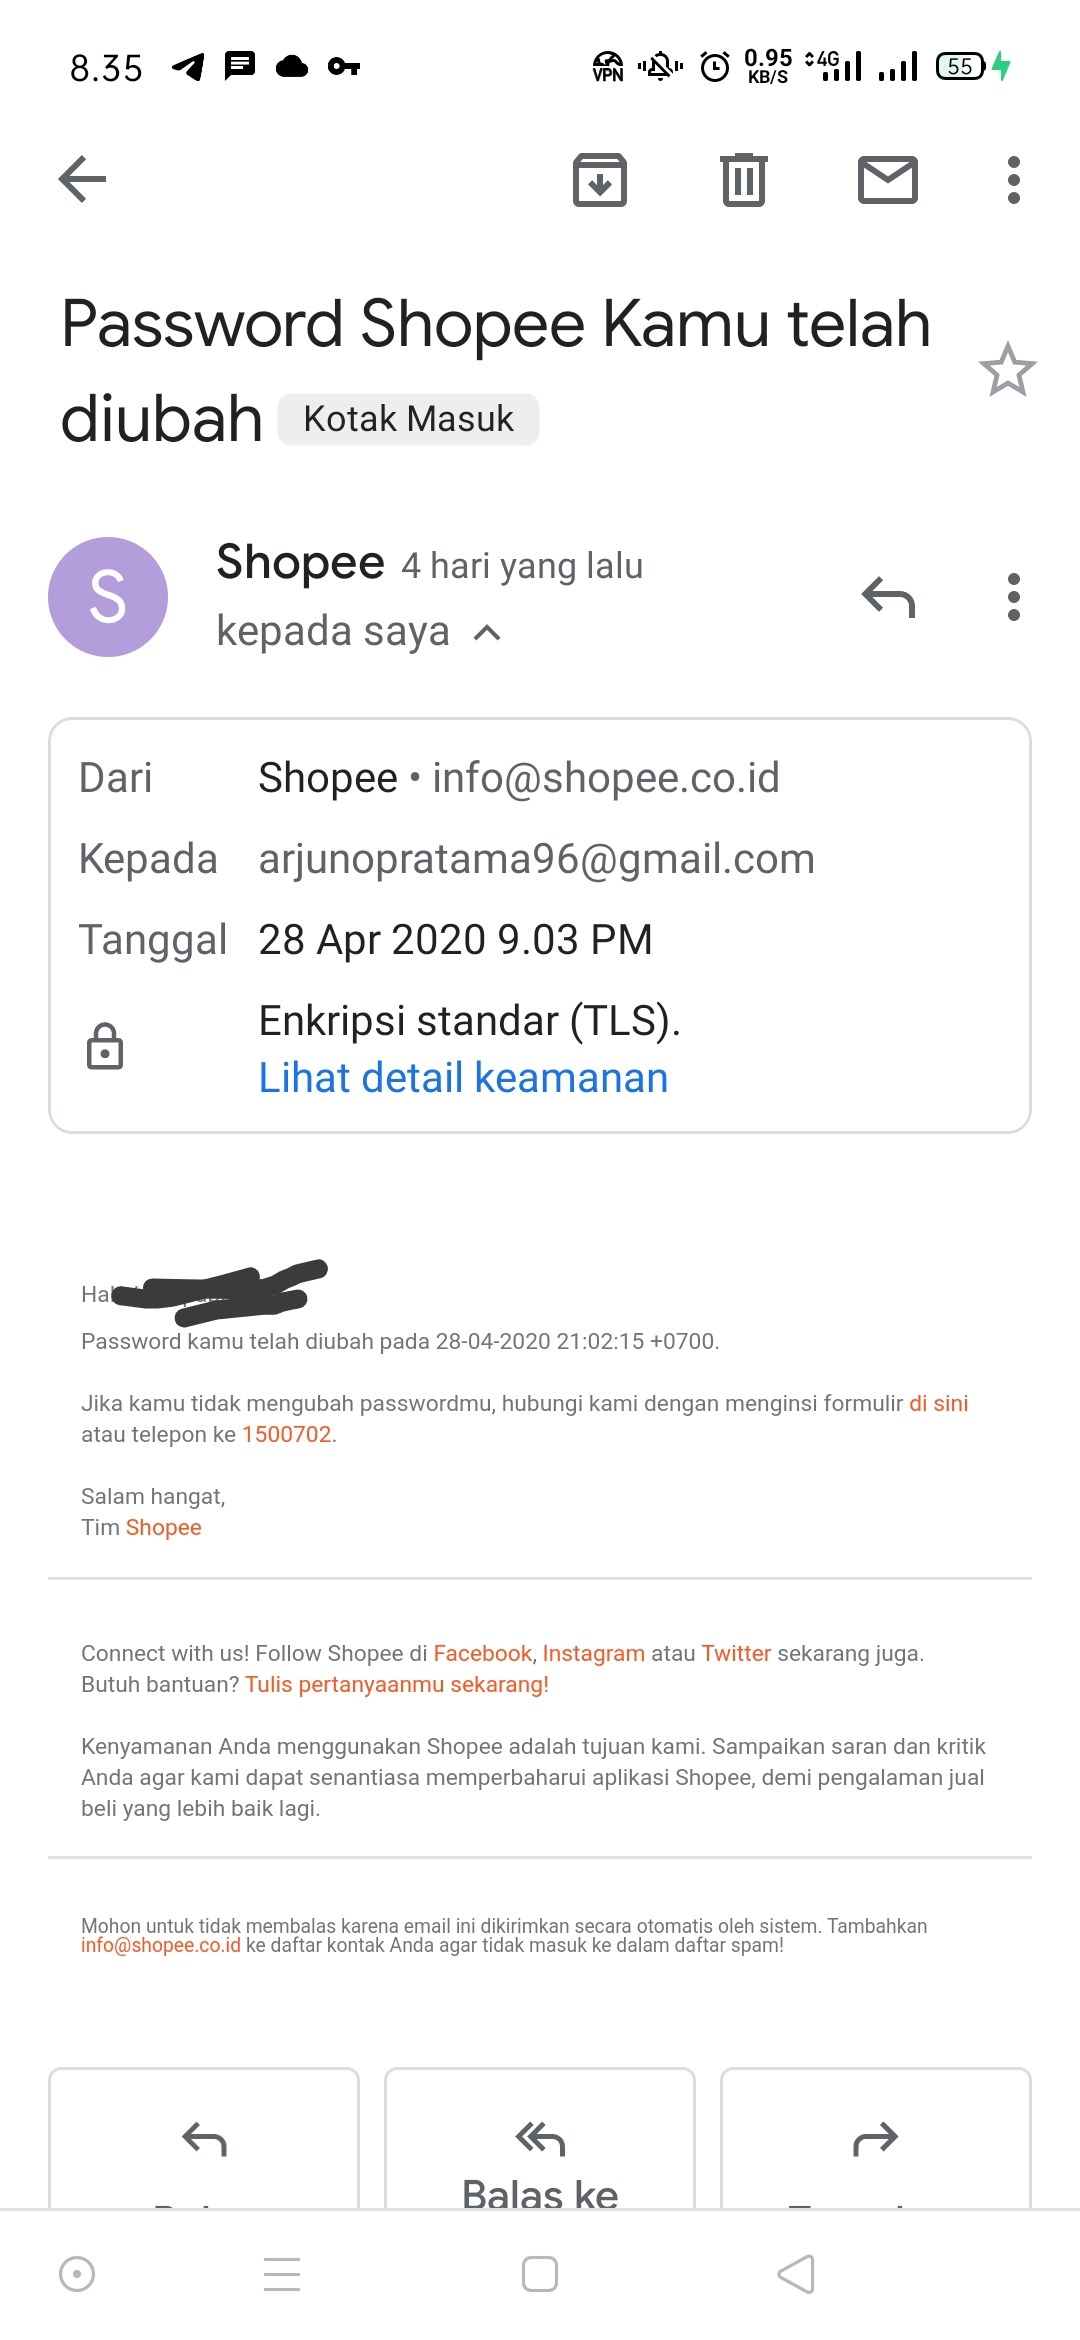 8.35 VPN 0.95 KB/S 4G 55
Password Shopee Kamu telah
diubah Kotak Masuk
S
Shopee 4 hari yang lalu
kepada saya
Dari Shopee • info@shopee.co.id
Kepada arjunopratama96@gmail.com
Tanggal 28 Apr 2020 9.03 PM
Enkripsi standar (TLS).
Lihat detail keamanan
Password kamu telah diubah pada 28-04-2020 21:02:15 +0700.
Jika kamu tidak mengubah passwordmu, hubungi kami dengan menginsi formulir di sini
atau telepon ke 1500702.
Salam hangat,
Tim Shopee
Connect with us! Follow Shopee di Facebook, Instagram atau Twitter sekarang juga.
Butuh bantuan? Tulis pertanyaanmu sekarang!
Kenyamanan Anda menggunakan Shopee adalah tujuan kami. Sampaikan saran dan kritik
Anda agar kami dapat senantiasa memperbaharui aplikasi Shopee, demi pengalaman jual
beli yang lebih baik lagi.
Mohon untuk tidak membalas karena email ini dikirimkan secara otomatis oleh sistem. Tambahkan
info@shopee.co.id ke daftar kontak Anda agar tidak masuk ke dalam daftar spam!
Balas ke